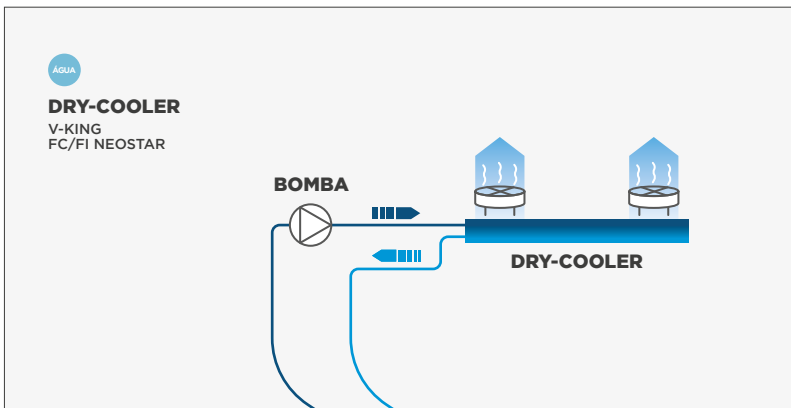 ÁGUA
DRY-COOLER
V-KING
FC/FI NEOSTAR
BOMBA
DRY-COOLER